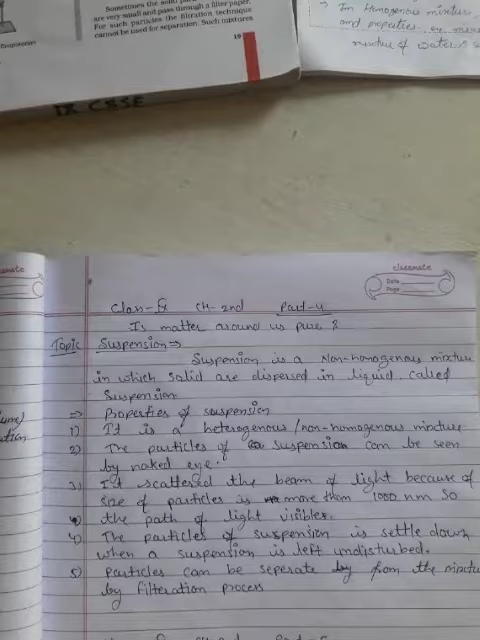 Sometimes the solid
are very small and pass through a filter paper.
For such particles the filtration technique
cannot be used for separation. Such mixtures
19
→ In Homogenous mixture,
and properties
mixture of water
IX CBSE
classmate
Date
Page
Class-IX CH-2nd Part-4
Is matter around us pure ?
Topic Suspension ⇒
Suspension is a Non-homogenous mixture
in which solid are dispersed in liquid called
Suspension
⇒ Properties of suspension
1) It is a heterogenous/non-homogenous mixture
2) The particles of suspension can be seen
by naked eye.
3) It scattered the beam of light because of
size of particles is more than 1000 nm so
the path of light visibles.
4) The particles of suspension is settle down
when a suspension is left undisturbed.
5) Particles can be seperate by from the mixtu
by filteration process